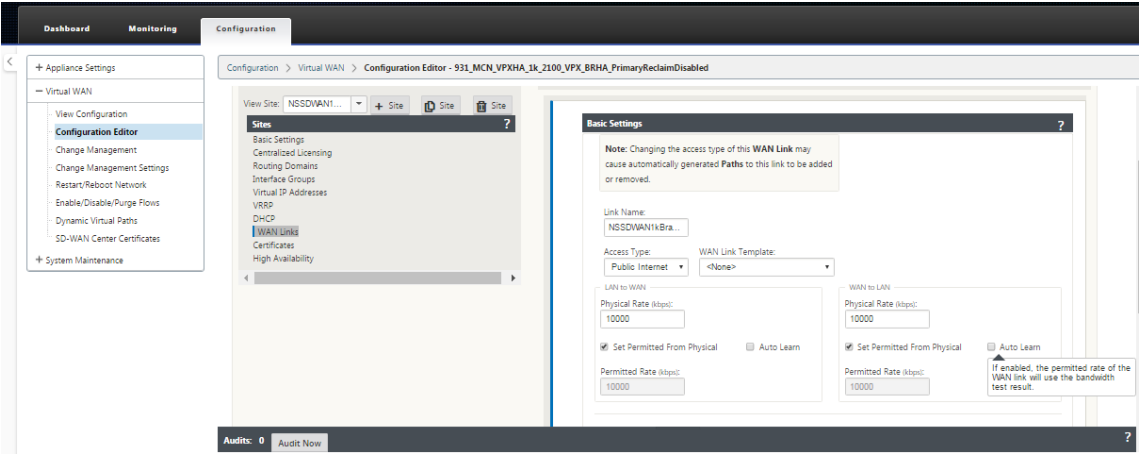 Dashboard Monitoring Configuration
+ Appliance Settings
− Virtual WAN
View Configuration
Configuration Editor
Change Management
Change Management Settings
Restart/Reboot Network
Enable/Disable/Purge Flows
Dynamic Virtual Paths
SD-WAN Center Certificates
+ System Maintenance
Configuration > Virtual WAN > Configuration Editor - 931_MCN_VPXHA_1k_2100_VPX_BRHA_PrimaryReclaimDisabled
View Site: NSSDWAN1... + Site Site Site
Sites ?
Basic Settings
Centralized Licensing
Routing Domains
Interface Groups
Virtual IP Addresses
VRRP
DHCP
WAN Links
Certificates
High Availability
Basic Settings ?
Note: Changing the access type of this WAN Link may
cause automatically generated Paths to this link to be added
or removed.
Link Name:
NSSDWAN1kBra...
Access Type: WAN Link Template:
Public Internet <None>
LAN to WAN
Physical Rate (kbps):
10000
Set Permitted From Physical Auto Learn
Permitted Rate (kbps):
10000
WAN to LAN
Physical Rate (kbps):
10000
Set Permitted From Physical Auto Learn
Permitted Rate (kbps):
10000
If enabled, the permitted rate of the
WAN link will use the bandwidth
test result.
Audits: 0 Audit Now ?